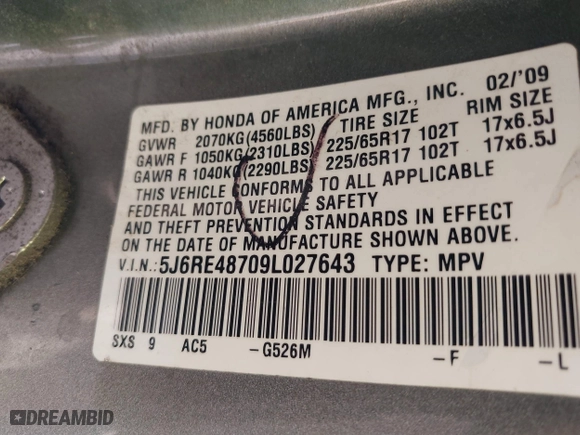 MFD. BY HONDA OF AMERICA MFG., INC. 02/'09
GVWR 2070KG(4560LBS) TIRE SIZE RIM SIZE
GAWR F 1050KG(2310LBS) 225/65R17 102T 17x6.5J
GAWR R 1040KG(2290LBS) 225/65R17 102T 17x6.5J
THIS VEHICLE CONFORMS TO ALL APPLICABLE
FEDERAL MOTOR VEHICLE SAFETY
AND THEFT PREVENTION STANDARDS IN EFFECT
ON THE DATE OF MANUFACTURE SHOWN ABOVE.
V.I.N.:5J6RE48709L027643 TYPE: MPV
SXS 9 AC5 -G526M -F -L
DREAMBID